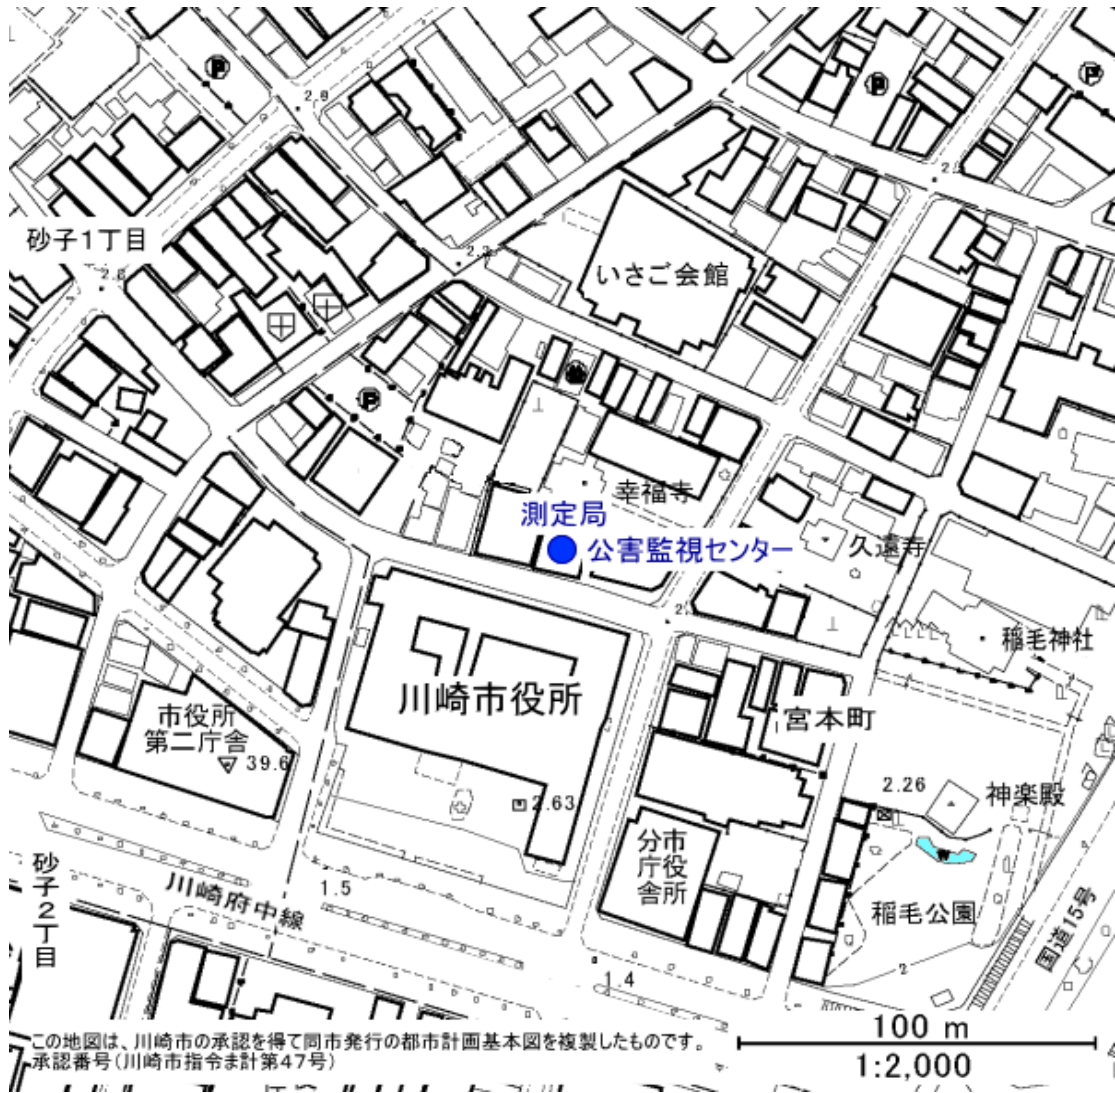 P
P
P
2.8
2.
砂子1丁目
2.3
2.8
いさご会館
P
幸福寺
測定局
公害監視センター
久遠寺
2.
稲毛神社
川崎市役所
宮本町
市役所
第二庁舎
39.6
2.63
2.26
神楽殿
市役所
分庁舎
砂子2丁目
川崎府中線
1.5
稲毛公園
国道15号
2
1.4
100 m
1:2,000
この地図は、川崎市の承認を得て同市発行の都市計画基本図を複製したものです。
承認番号(川崎市指令ま計第47号)